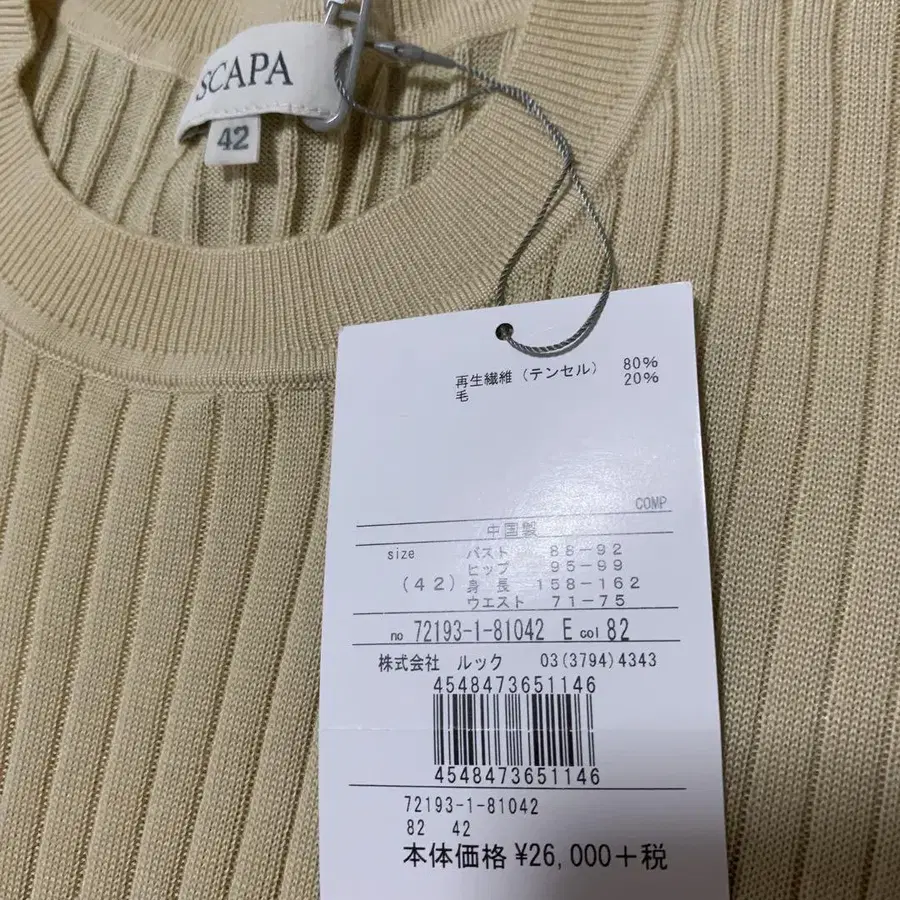 SCAPA
42
再生繊維（テンセル） 80%
毛 20%
COMP
中国製
size バスト 88-92
ヒップ 95-99
(42) 身長 158-162
ウエスト 71-75
no 72193-1-81042 E col 82
株式会社 ルック 03(3794)4343
4548473651146
4548473651146
72193-1-81042
82 42
本体価格 ¥26,000+税